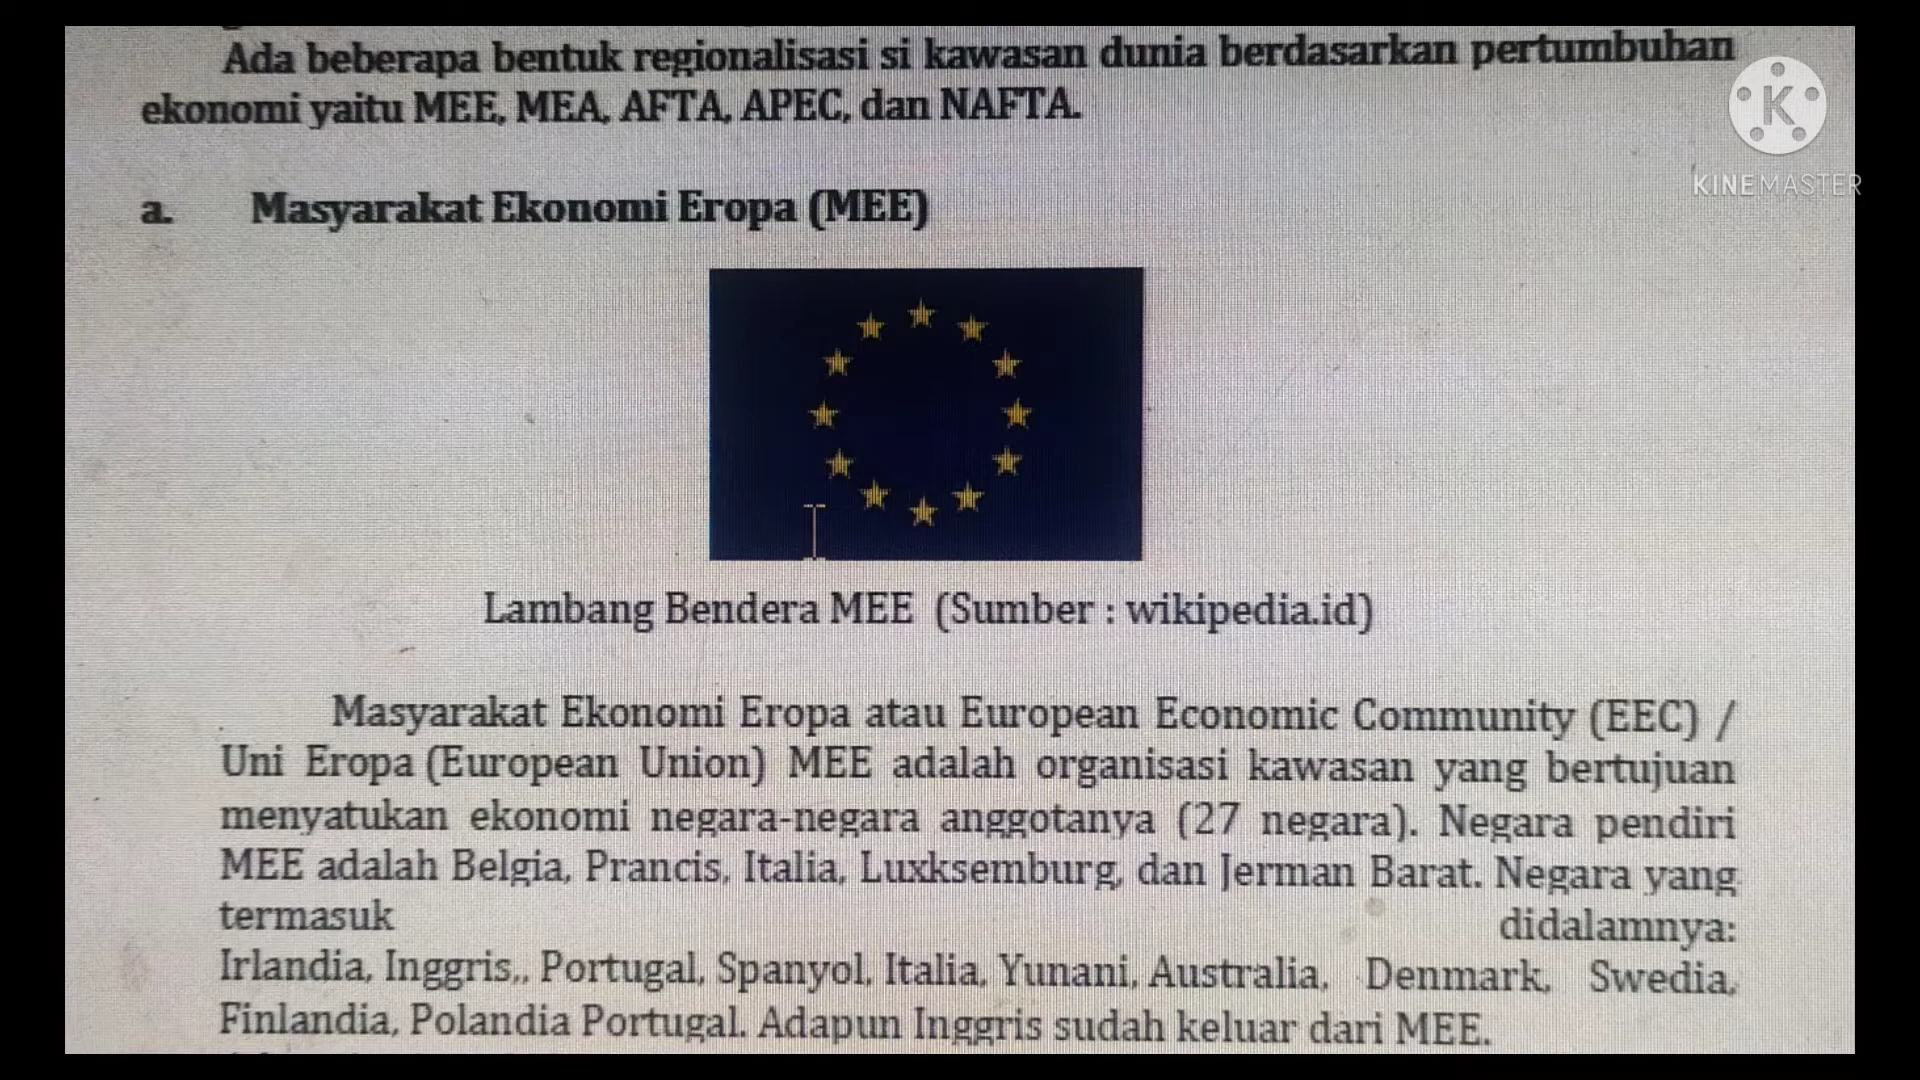 Ada beberapa bentuk regionalisasi si kawasan dunia berdasarkan pertumbuhan
ekonomi yaitu MEE, MEA, AFTA, APEC, dan NAFTA.
K
KINEMASTER
a. Masyarakat Ekonomi Eropa (MEE)
Lambang Bendera MEE (Sumber : wikipedia.id)
Masyarakat Ekonomi Eropa atau European Economic Community (EEC) /
Uni Eropa (European Union) MEE adalah organisasi kawasan yang bertujuan
menyatukan ekonomi negara-negara anggotanya (27 negara). Negara pendiri
MEE adalah Belgia, Prancis, Italia, Luxksemburg, dan Jerman Barat. Negara yang
termasuk didalamnya:
Irlandia, Inggris,, Portugal, Spanyol, Italia, Yunani, Australia, Denmark, Swedia,
Finlandia, Polandia Portugal. Adapun Inggris sudah keluar dari MEE.